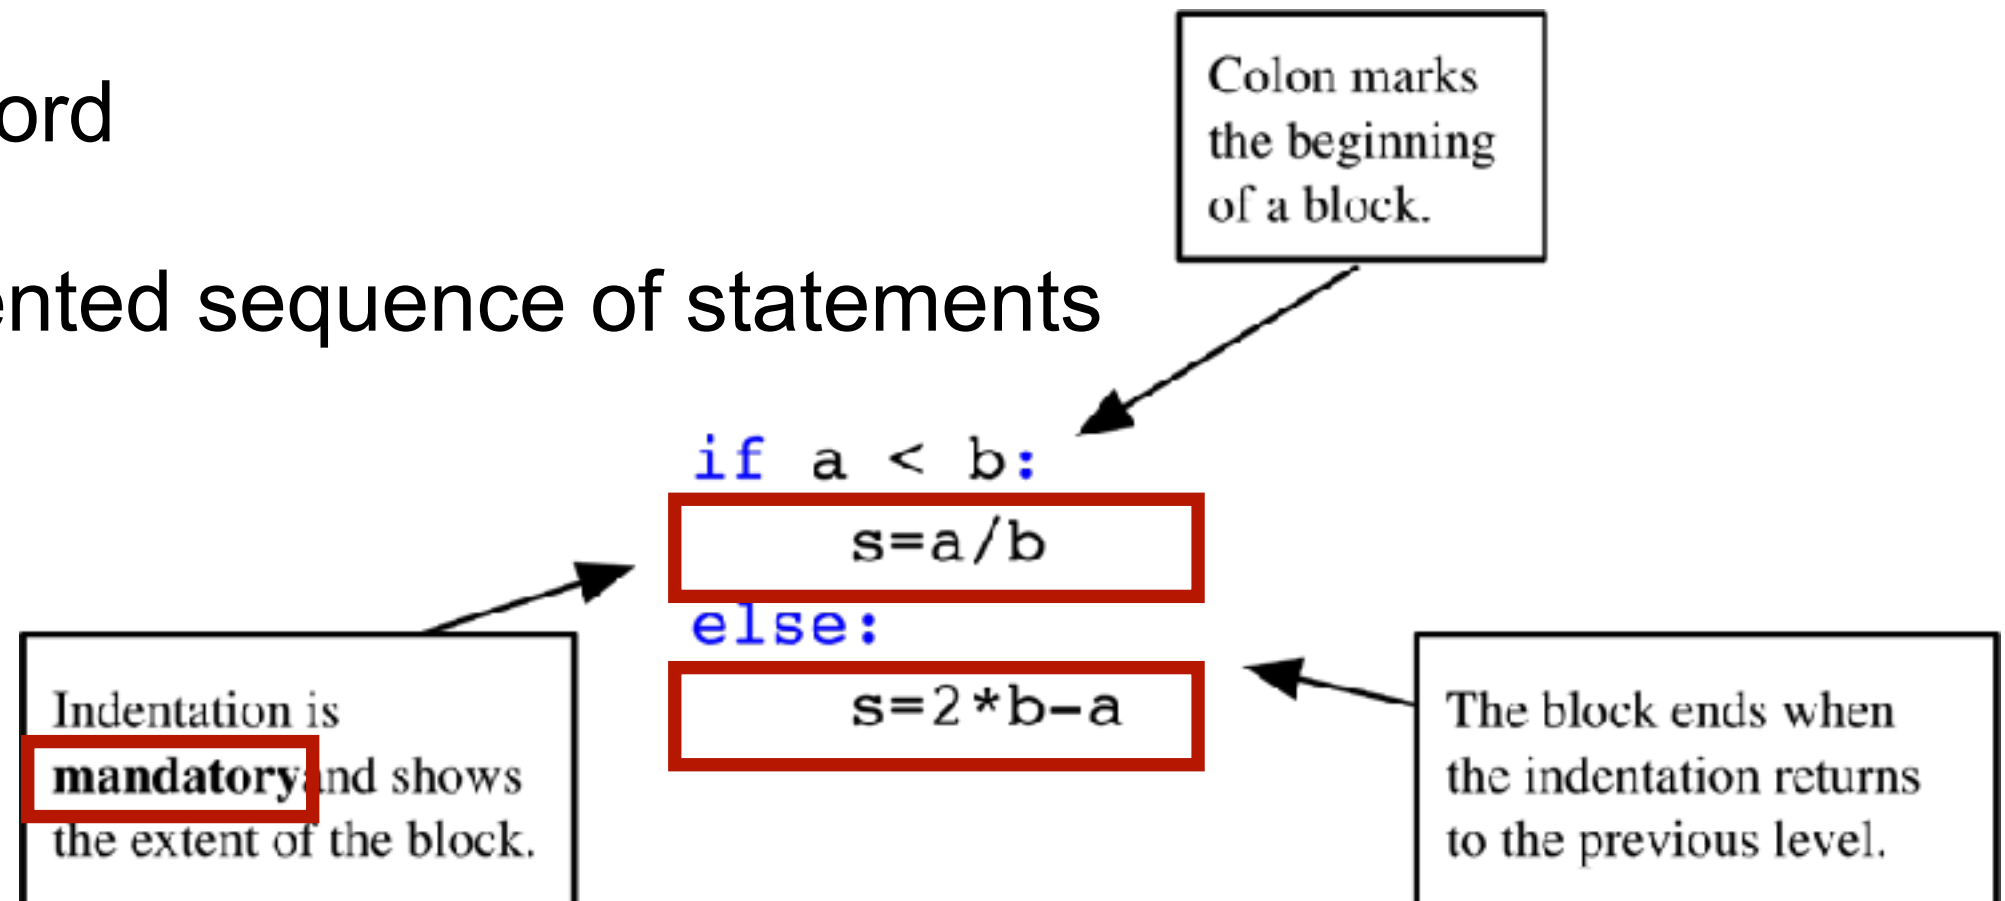 ord
Colon marks
the beginning
of a block.
ented sequence of statements
if a < b:
s=a/b
else:
s=2*b-a
Indentation is
mandatory and shows
the extent of the block.
The block ends when
the indentation returns
to the previous level.